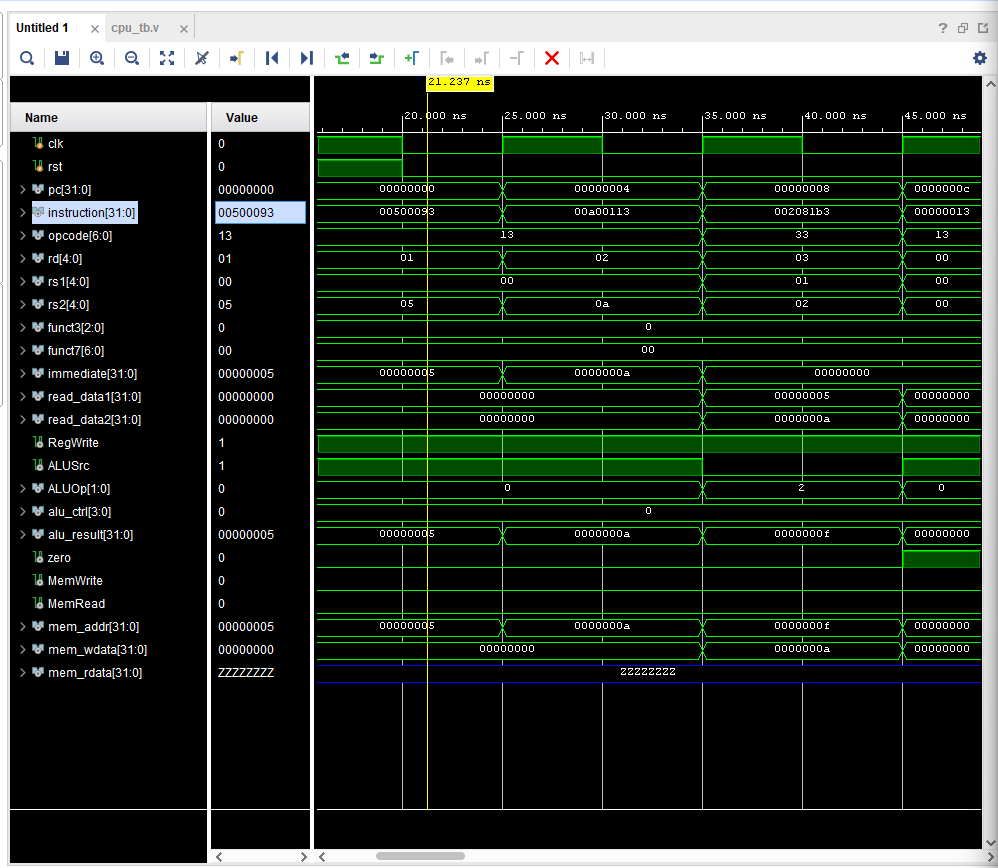 Untitled 1 × cpu_tb.v ×
21.237 ns
Name Value
20.000 ns 25.000 ns 30.000 ns 35.000 ns 40.000 ns 45.000 ns
clk 0
rst 0
pc[31:0] 00000000 00000000 00000004 00000008 0000000c
instruction[31:0] 00500093 00500093 00a00113 002081b3 00000013
opcode[6:0] 13 13 33 13
rd[4:0] 01 01 02 03 00
rs1[4:0] 00 00 01 00
rs2[4:0] 05 05 0a 02 00
funct3[2:0] 0 0
funct7[6:0] 00 00
immediate[31:0] 00000005 00000005 0000000a 00000000
read_data1[31:0] 00000000 00000000 00000005 00000000
read_data2[31:0] 00000000 00000000 0000000a 00000000
RegWrite 1
ALUSrc 1
ALUOp[1:0] 0 0 2 0
alu_ctrl[3:0] 0 0
alu_result[31:0] 00000005 00000005 0000000a 0000000f 00000000
zero 0
MemWrite 0
MemRead 0
mem_addr[31:0] 00000005 00000005 0000000a 0000000f 00000000
mem_wdata[31:0] 00000000 00000000 0000000a 00000000
mem_rdata[31:0] ZZZZZZZZ ZZZZZZZZ